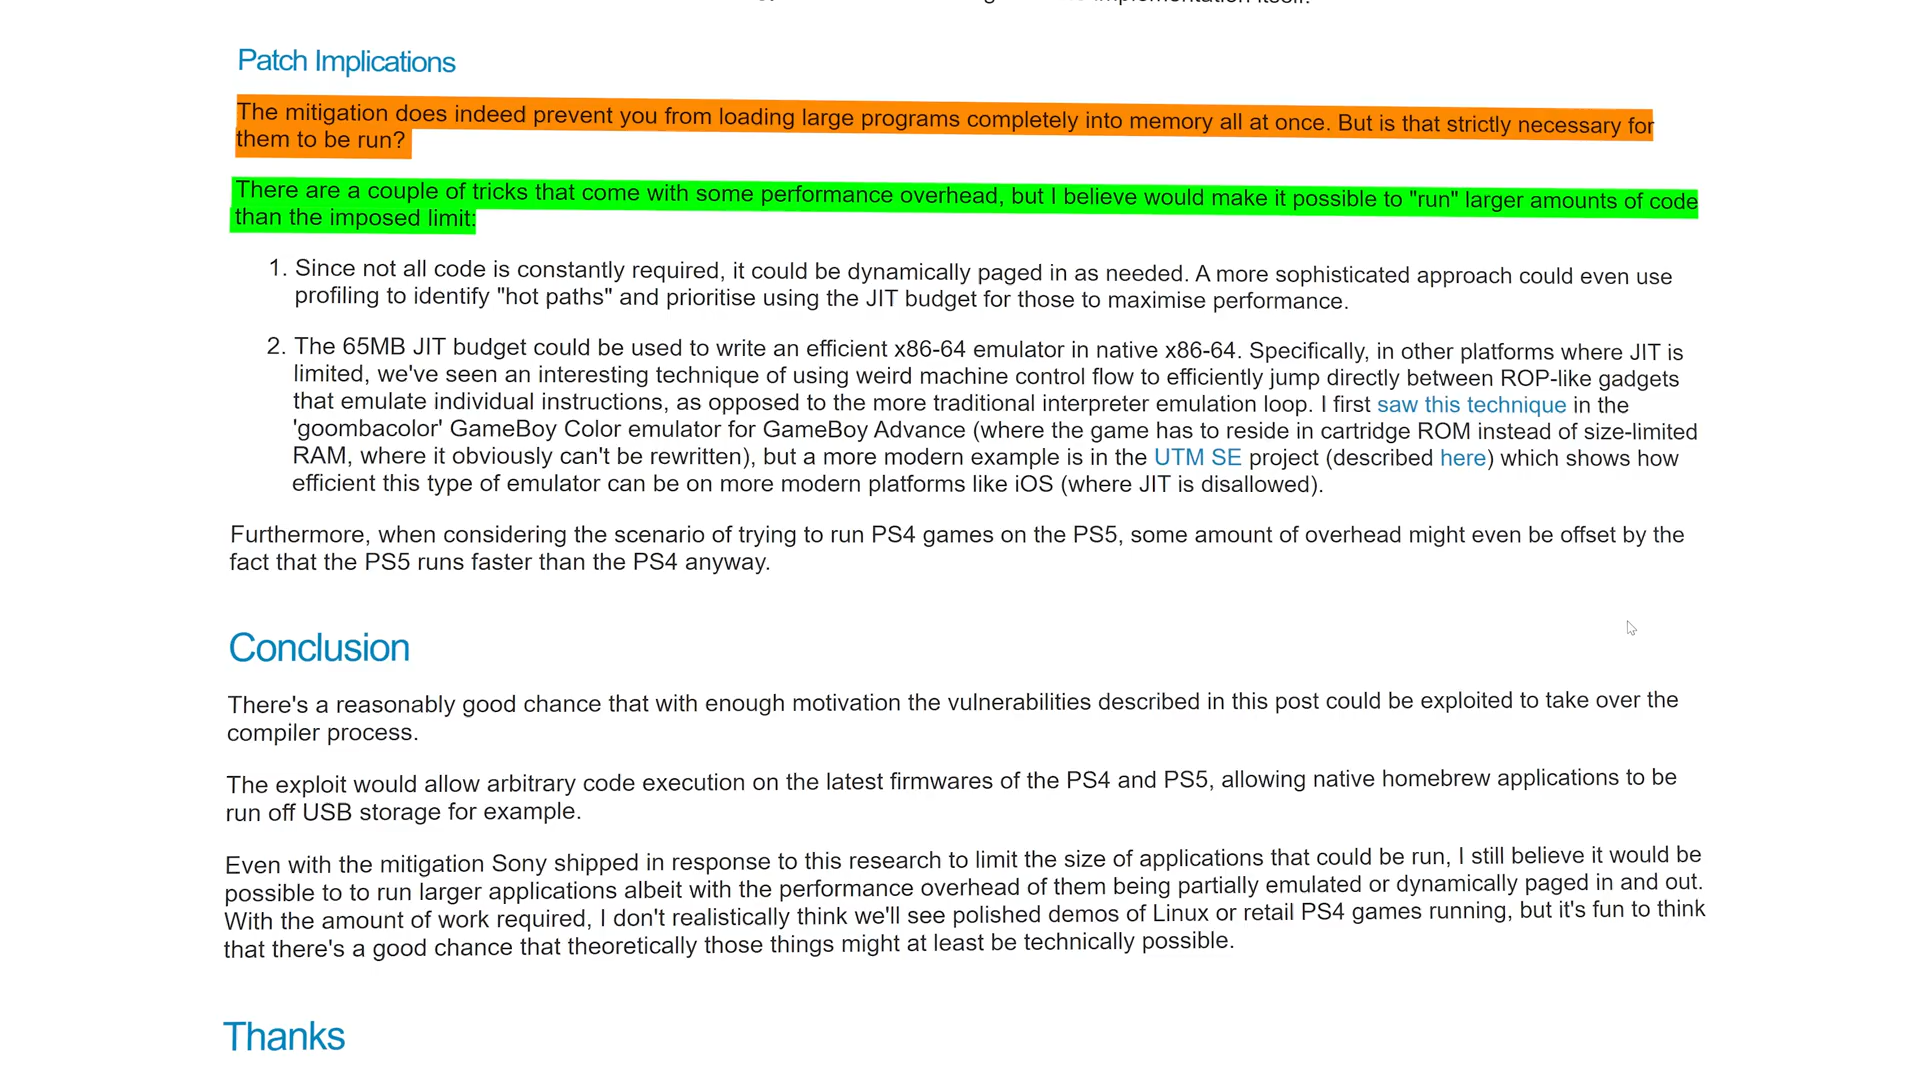 implementation itself.
Patch Implications
The mitigation does indeed prevent you from loading large programs completely into memory all at once. But is that strictly necessary for
them to be run?
There are a couple of tricks that come with some performance overhead, but I believe would make it possible to "run" larger amounts of code
than the imposed limit:
1. Since not all code is constantly required, it could be dynamically paged in as needed. A more sophisticated approach could even use
profiling to identify "hot paths" and prioritise using the JIT budget for those to maximise performance.
2. The 65MB JIT budget could be used to write an efficient x86-64 emulator in native x86-64. Specifically, in other platforms where JIT is
limited, we've seen an interesting technique of using weird machine control flow to efficiently jump directly between ROP-like gadgets
that emulate individual instructions, as opposed to the more traditional interpreter emulation loop. I first saw this technique in the
'goombacolor' GameBoy Color emulator for GameBoy Advance (where the game has to reside in cartridge ROM instead of size-limited
RAM, where it obviously can't be rewritten), but a more modern example is in the UTM SE project (described here) which shows how
efficient this type of emulator can be on more modern platforms like iOS (where JIT is disallowed).
Furthermore, when considering the scenario of trying to run PS4 games on the PS5, some amount of overhead might even be offset by the
fact that the PS5 runs faster than the PS4 anyway.
Conclusion
There's a reasonably good chance that with enough motivation the vulnerabilities described in this post could be exploited to take over the
compiler process.
The exploit would allow arbitrary code execution on the latest firmwares of the PS4 and PS5, allowing native homebrew applications to be
run off USB storage for example.
Even with the mitigation Sony shipped in response to this research to limit the size of applications that could be run, I still believe it would be
possible to to run larger applications albeit with the performance overhead of them being partially emulated or dynamically paged in and out.
With the amount of work required, I don't realistically think we'll see polished demos of Linux or retail PS4 games running, but it's fun to think
that there's a good chance that theoretically those things might at least be technically possible.
Thanks